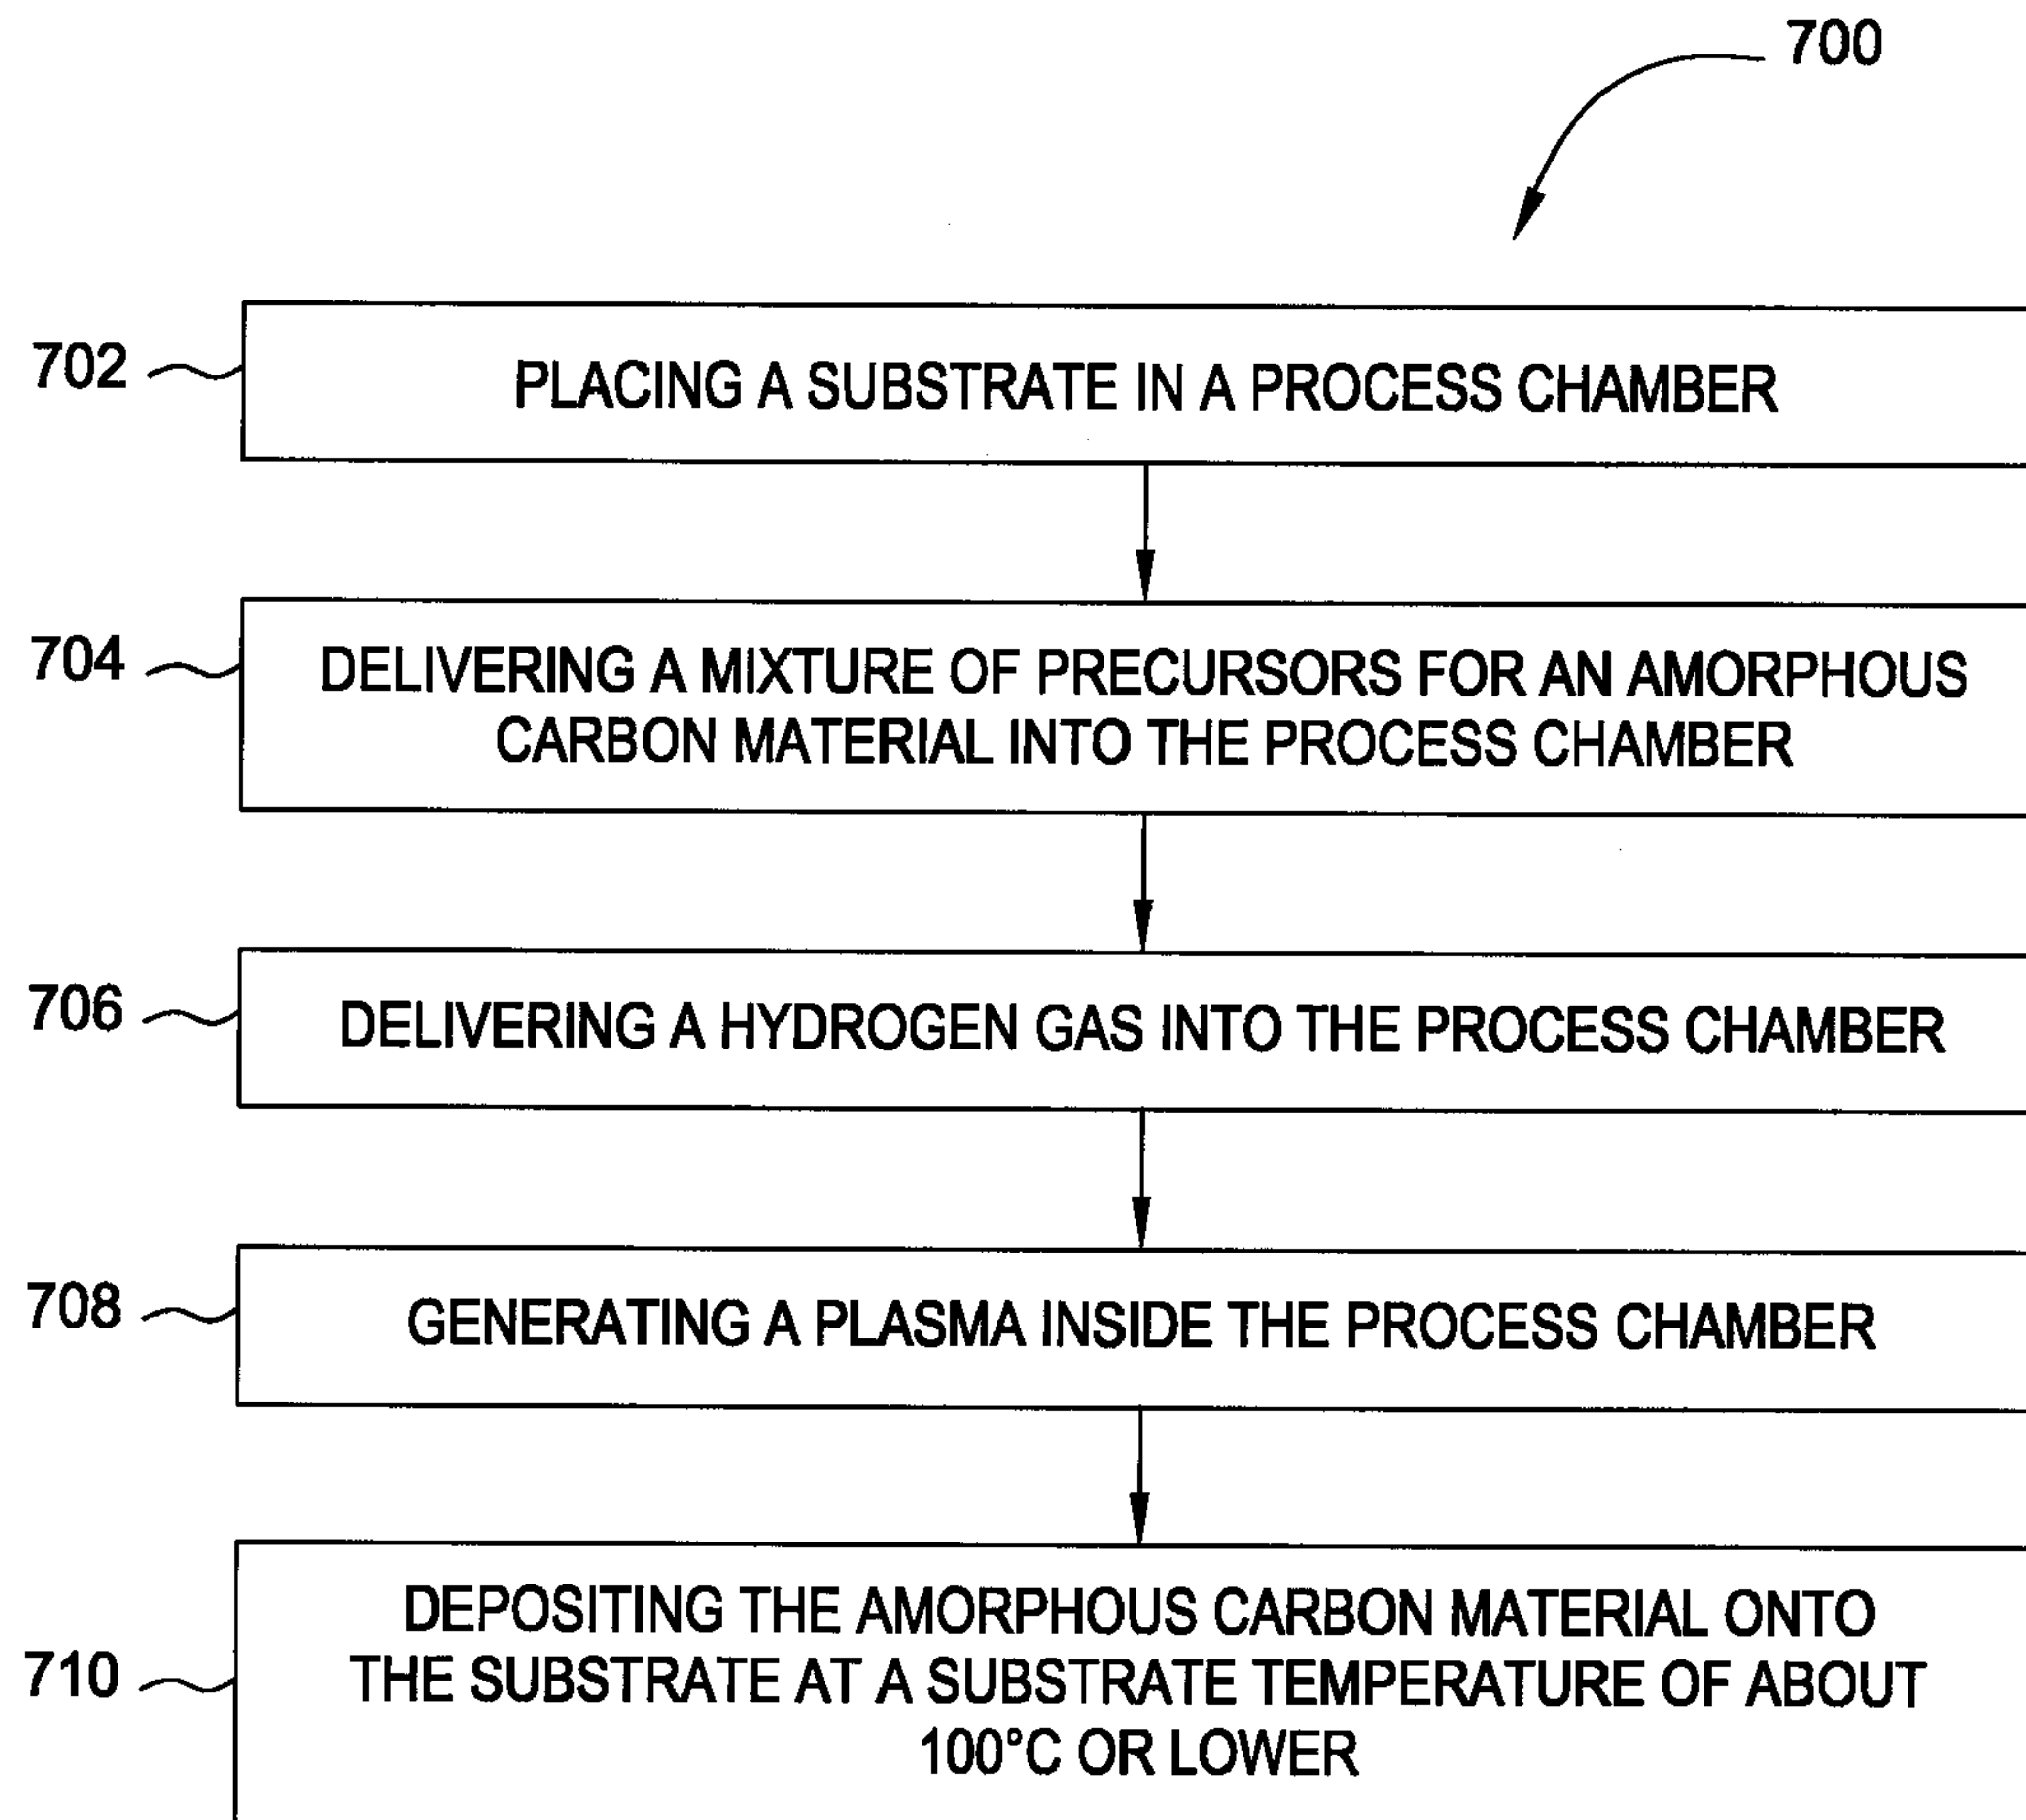 700
702
PLACING A SUBSTRATE IN A PROCESS CHAMBER
704
DELIVERING A MIXTURE OF PRECURSORS FOR AN AMORPHOUS
CARBON MATERIAL INTO THE PROCESS CHAMBER
706
DELIVERING A HYDROGEN GAS INTO THE PROCESS CHAMBER
708
GENERATING A PLASMA INSIDE THE PROCESS CHAMBER
710
DEPOSITING THE AMORPHOUS CARBON MATERIAL ONTO
THE SUBSTRATE AT A SUBSTRATE TEMPERATURE OF ABOUT
100°C OR LOWER